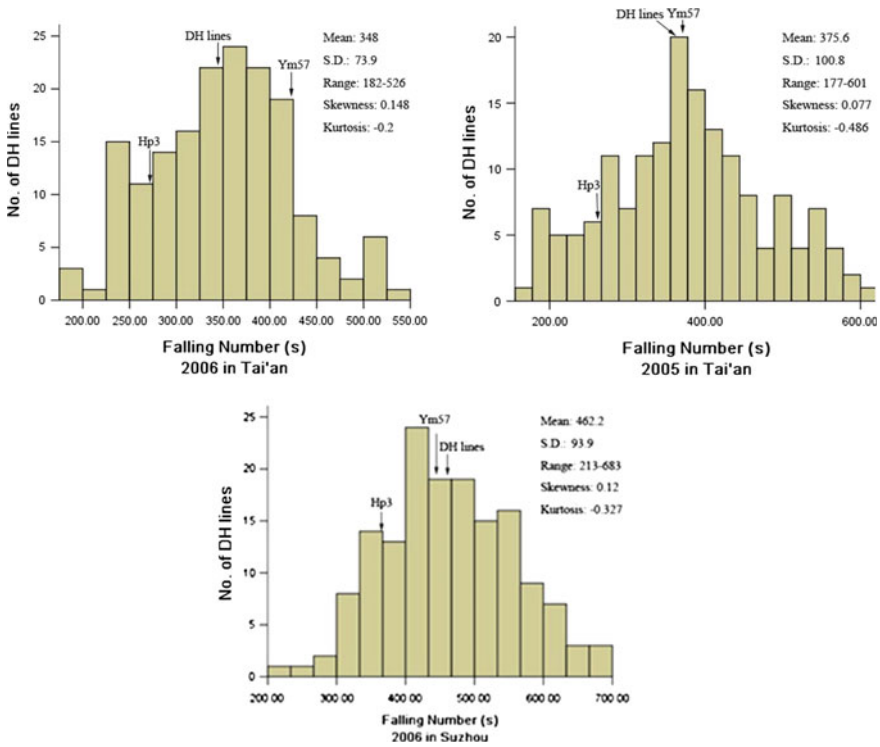 25
20
15
10
5
0
No. of DH lines
DH lines
Ym57
Hp3
Mean: 348
S.D.: 73.9
Range: 182-526
Skewness: 0.148
Kurtosis: -0.2
200.00 250.00 300.00 350.00 400.00 450.00 500.00 550.00
Falling Number (s)
2006 in Tai'an
20
15
10
5
0
No. of DH lines
DH lines Ym57
Hp3
Mean: 375.6
S.D.: 100.8
Range: 177-601
Skewness: 0.077
Kurtosis: -0.486
200.00 400.00 600.00
Falling Number (s)
2005 in Tai'an
25
20
15
10
5
0
No. of DH lines
Ym57
DH lines
Hp3
Mean: 462.2
S.D.: 93.9
Range: 213-683
Skewness: 0.12
Kurtosis: -0.327
200.00 300.00 400.00 500.00 600.00 700.00
Falling Number (s)
2006 in Suzhou